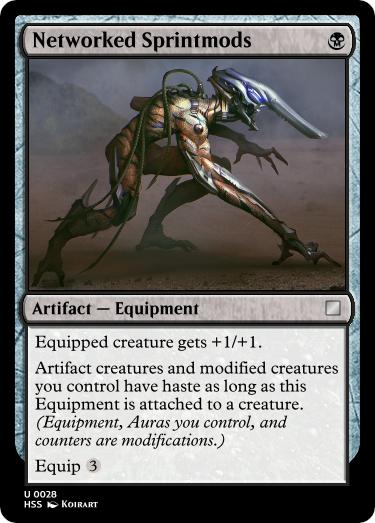 Networked Sprintmods
Artifact — Equipment
Equipped creature gets +1/+1.
Artifact creatures and modified creatures
you control have haste as long as this
Equipment is attached to a creature.
(Equipment, Auras you control, and
counters are modifications.)
Equip 3
U 0028
HSS Koirart